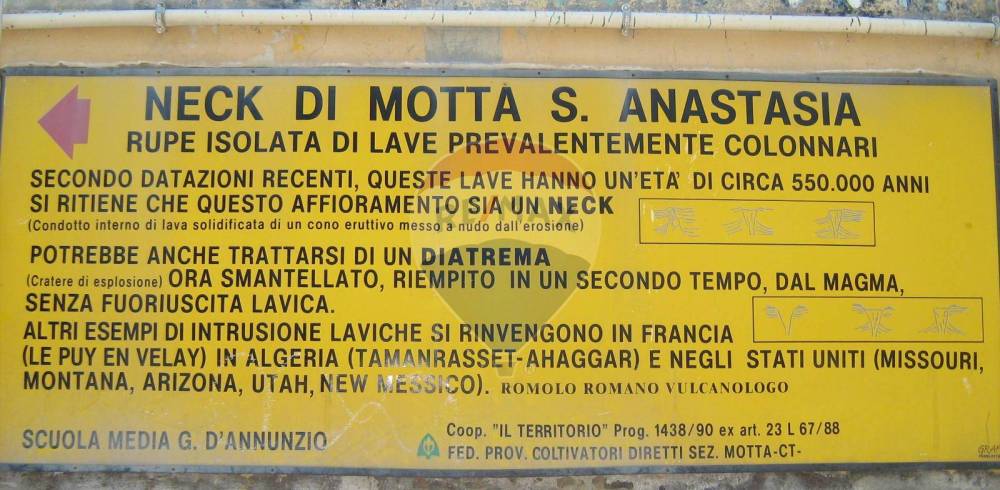 NECK DI MOTTA S. ANASTASIA
RUPE ISOLATA DI LAVE PREVALENTEMENTE COLONNARI
SECONDO DATAZIONI RECENTI, QUESTE LAVE HANNO UN'ETA' DI CIRCA 550.000 ANNI
SI RITIENE CHE QUESTO AFFIORAMENTO SIA UN NECK
(Condotto interno di lava solidificata di un cono eruttivo messo a nudo dall'erosione)
POTREBBE ANCHE TRATTARSI DI UN DIATREMA
(Cratere di esplosione) ORA SMANTELLATO, RIEMPITO IN UN SECONDO TEMPO, DAL MAGMA,
SENZA FUORIUSCITA LAVICA.
ALTRI ESEMPI DI INTRUSIONE LAVICHE SI RINVENGONO IN FRANCIA
(LE PUY EN VELAY) IN ALGERIA (TAMANRASSET-AHAGGAR) E NEGLI STATI UNITI (MISSOURI,
MONTANA, ARIZONA, UTAH, NEW MESSICO). ROMOLO ROMANO VULCANOLOGO
SCUOLA MEDIA G. D'ANNUNZIO
Coop. "IL TERRITORIO" Prog. 1438/90 ex art. 23 L 67/88
FED. PROV. COLTIVATORI DIRETTI SEZ. MOTTA-CT-
RE/MAX